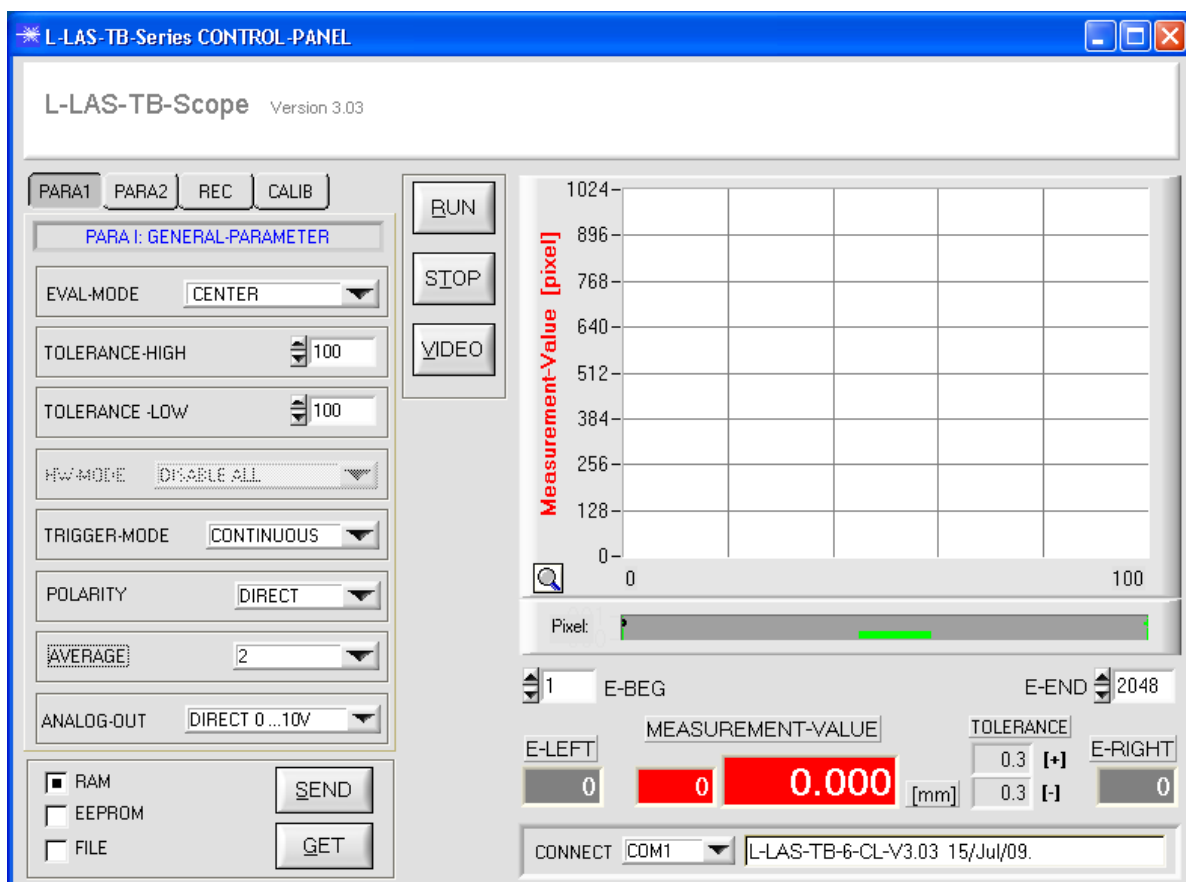 L-LAS-TB-Series CONTROL-PANEL
L-LAS-TB-Scope Version 3.03
PARA1 PARA2 REC CALIB
PARA I: GENERAL-PARAMETER
EVAL-MODE CENTER
TOLERANCE-HIGH 100
TOLERANCE -LOW 100
HW-MODE DISABLE ALL
TRIGGER-MODE CONTINUOUS
POLARITY DIRECT
AVERAGE 2
ANALOG-OUT DIRECT 0 ...10V
RAM
EEPROM
FILE
SEND
GET
RUN
STOP
VIDEO
Measurement-Value [pixel]
1024
896
768
640
512
384
256
128
0
0 100
Pixel:
1 E-BEG E-END 2048
MEASUREMENT-VALUE TOLERANCE
E-LEFT E-RIGHT
0 0 0.000 [mm] 0.3 [+] 0
0.3 [-]
CONNECT COM1 L-LAS-TB-6-CL-V3.03 15/Jul/09.